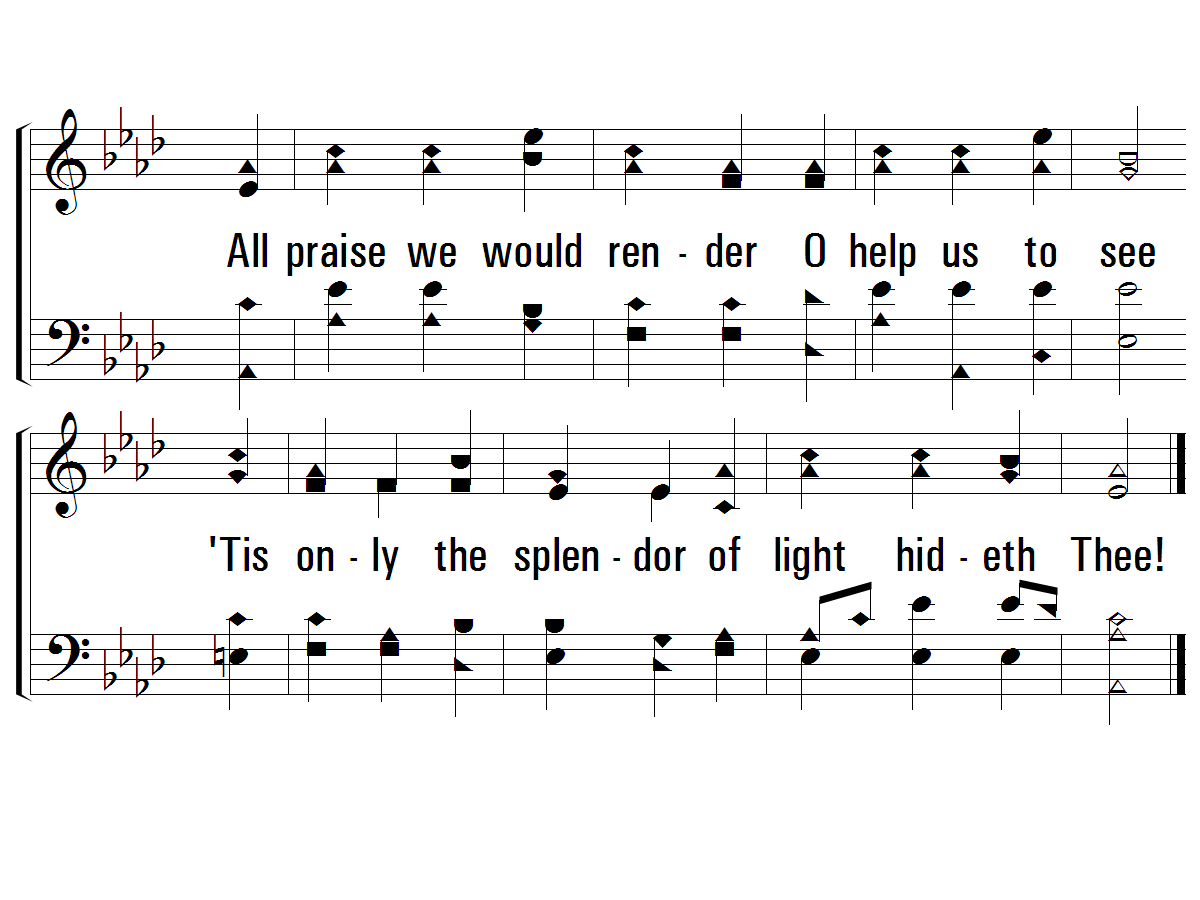 All praise we would ren - der O help us to see
'Tis on - ly the splen - dor of light hid - eth Thee!